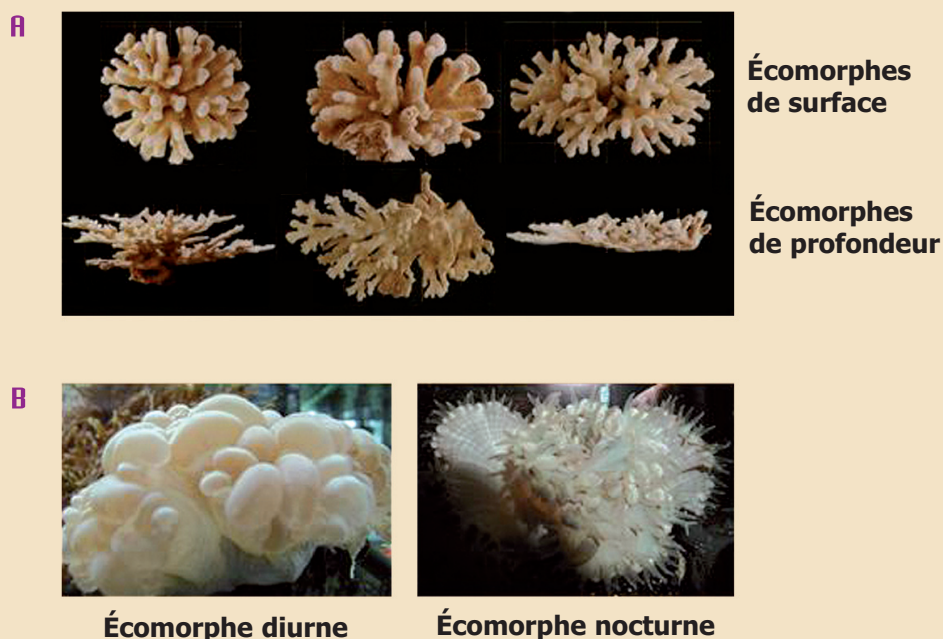 A
Écomorphes
de surface
Écomorphes
de profondeur
B
Écomorphe diurne
Écomorphe nocturne